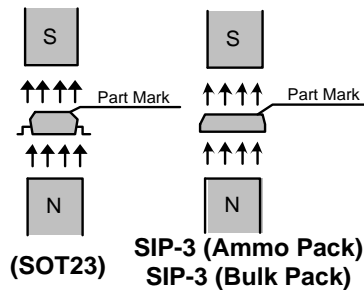 S
S
Part Mark
Part Mark
N
N
(SOT23)
SIP-3 (Ammo Pack)
SIP-3 (Bulk Pack)